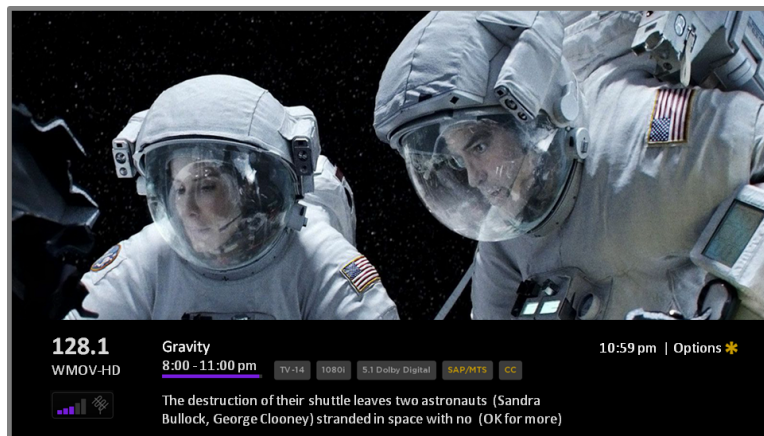 128.1
WMOV-HD
Gravity
8:00 - 11:00 pm
TV-14
1080i
5.1 Dolby Digital
SAP/MTS
CC
10:59 pm | Options ✱
The destruction of their shuttle leaves two astronauts (Sandra
Bullock, George Clooney) stranded in space with no (OK for more)